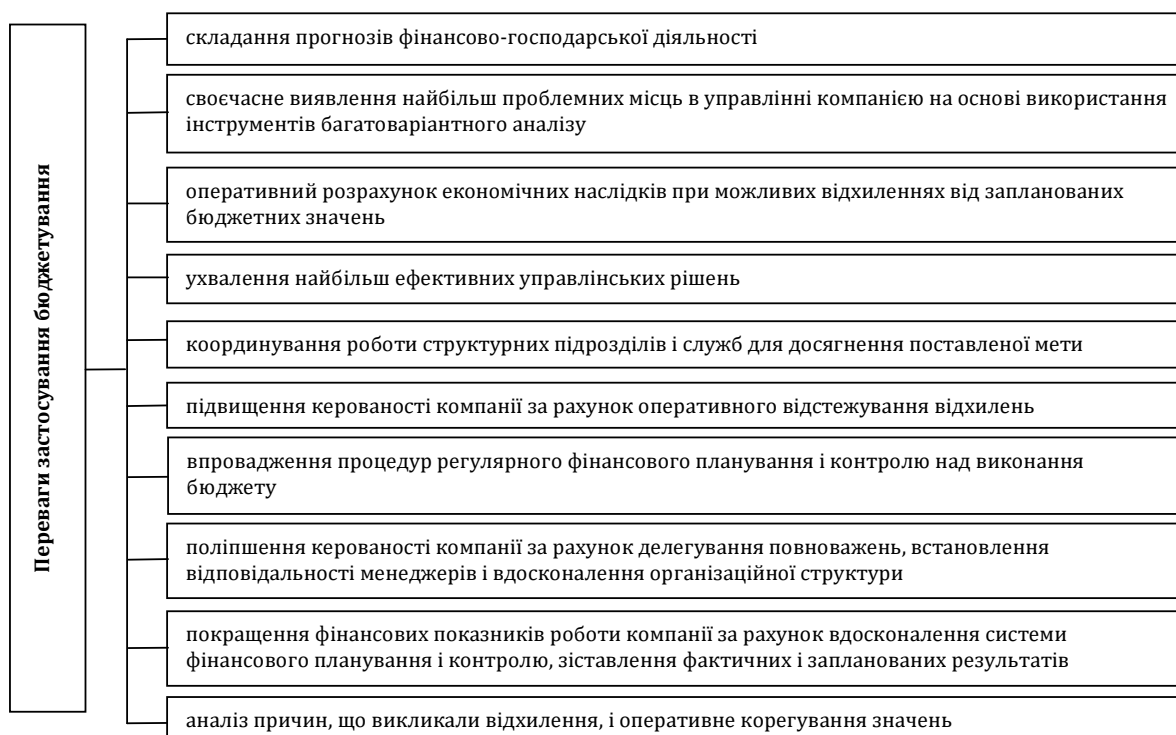 Переваги застосування бюджетування
складання прогнозів фінансово-господарської діяльності
своєчасне виявлення найбільш проблемних місць в управлінні компанією на основі використання
інструментів багатоваріантного аналізу
оперативний розрахунок економічних наслідків при можливих відхиленнях від запланованих
бюджетних значень
ухвалення найбільш ефективних управлінських рішень
координування роботи структурних підрозділів і служб для досягнення поставленої мети
підвищення керованості компанії за рахунок оперативного відстежування відхилень
впровадження процедур регулярного фінансового планування і контролю над виконання
бюджету
поліпшення керованості компанії за рахунок делегування повноважень, встановлення
відповідальності менеджерів і вдосконалення організаційної структури
покращення фінансових показників роботи компанії за рахунок вдосконалення системи
фінансового планування і контролю, зіставлення фактичних і запланованих результатів
аналіз причин, що викликали відхилення, і оперативне корегування значень